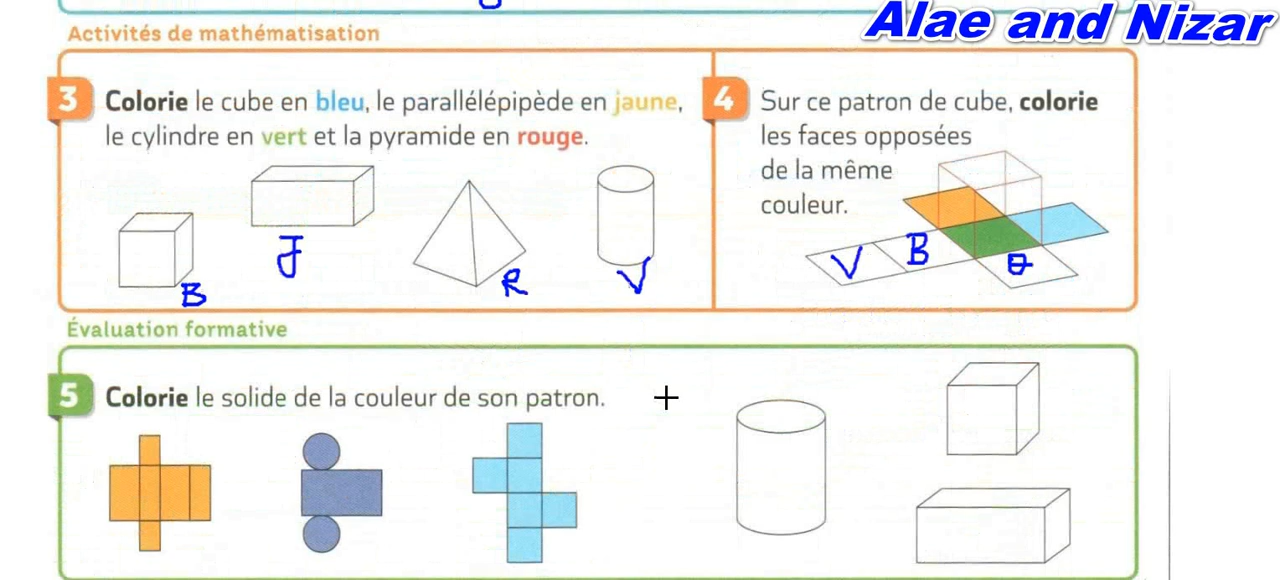 Alae and Nizar
Activités de mathématisation
3 Colorie le cube en bleu, le parallélépipède en jaune,
le cylindre en vert et la pyramide en rouge.
B
J
R
V
4 Sur ce patron de cube, colorie
les faces opposées
de la même
couleur.
V B
Évaluation formative
5 Colorie le solide de la couleur de son patron.